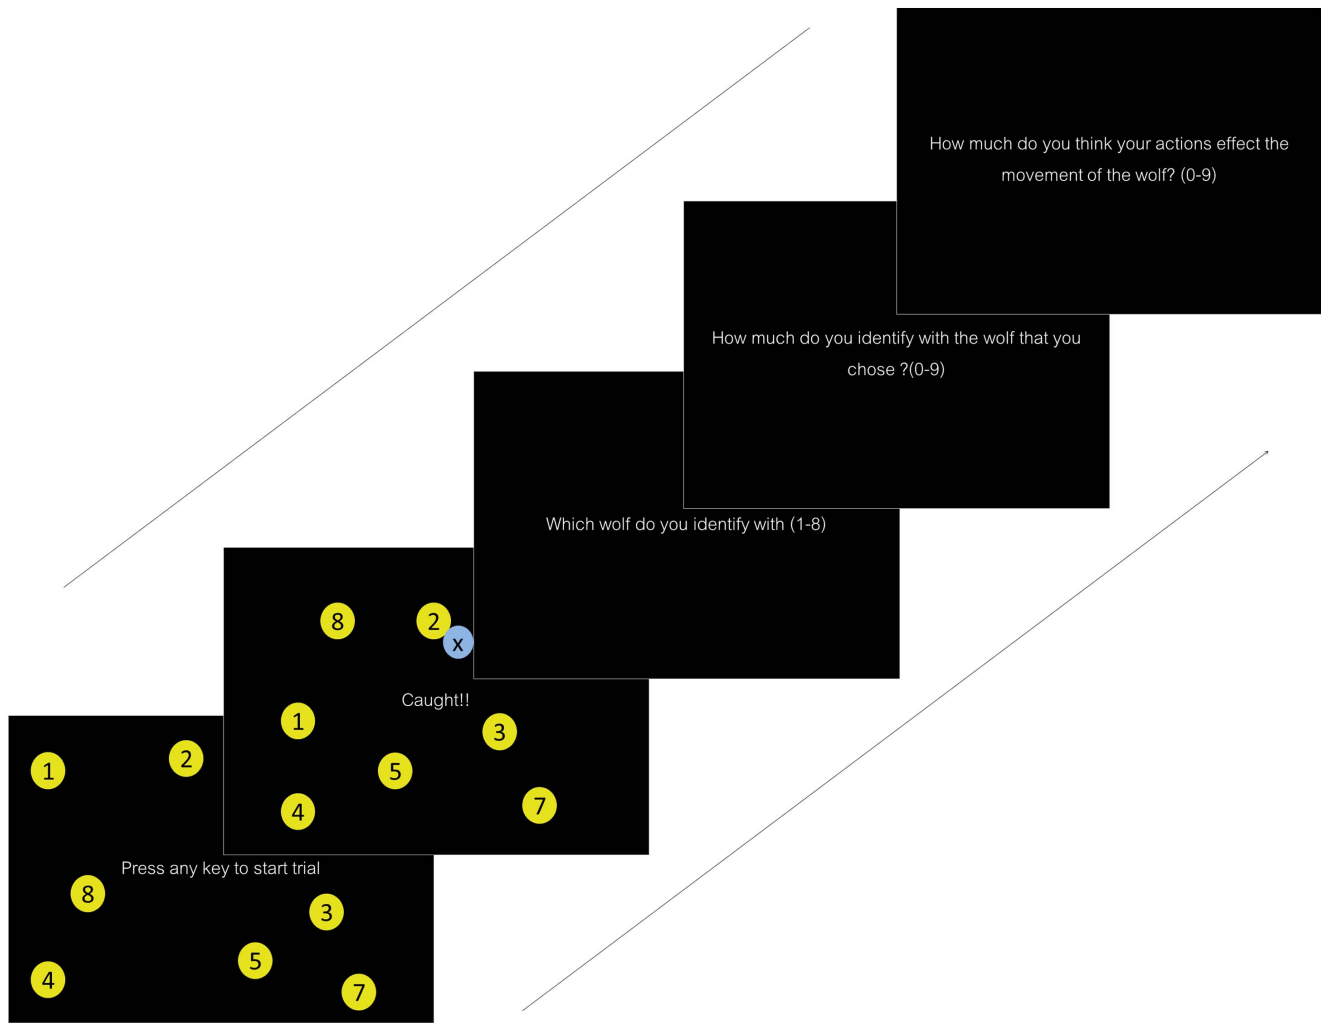 How much do you think your actions effect the
movement of the wolf? (0-9)
How much do you identify with the wolf that you
chose ?(0-9)
Which wolf do you identify with (1-8)
8
2
x
Caught!!
1
3
5
7
4
1
2
Press any key to start trial
8
3
5
4
7